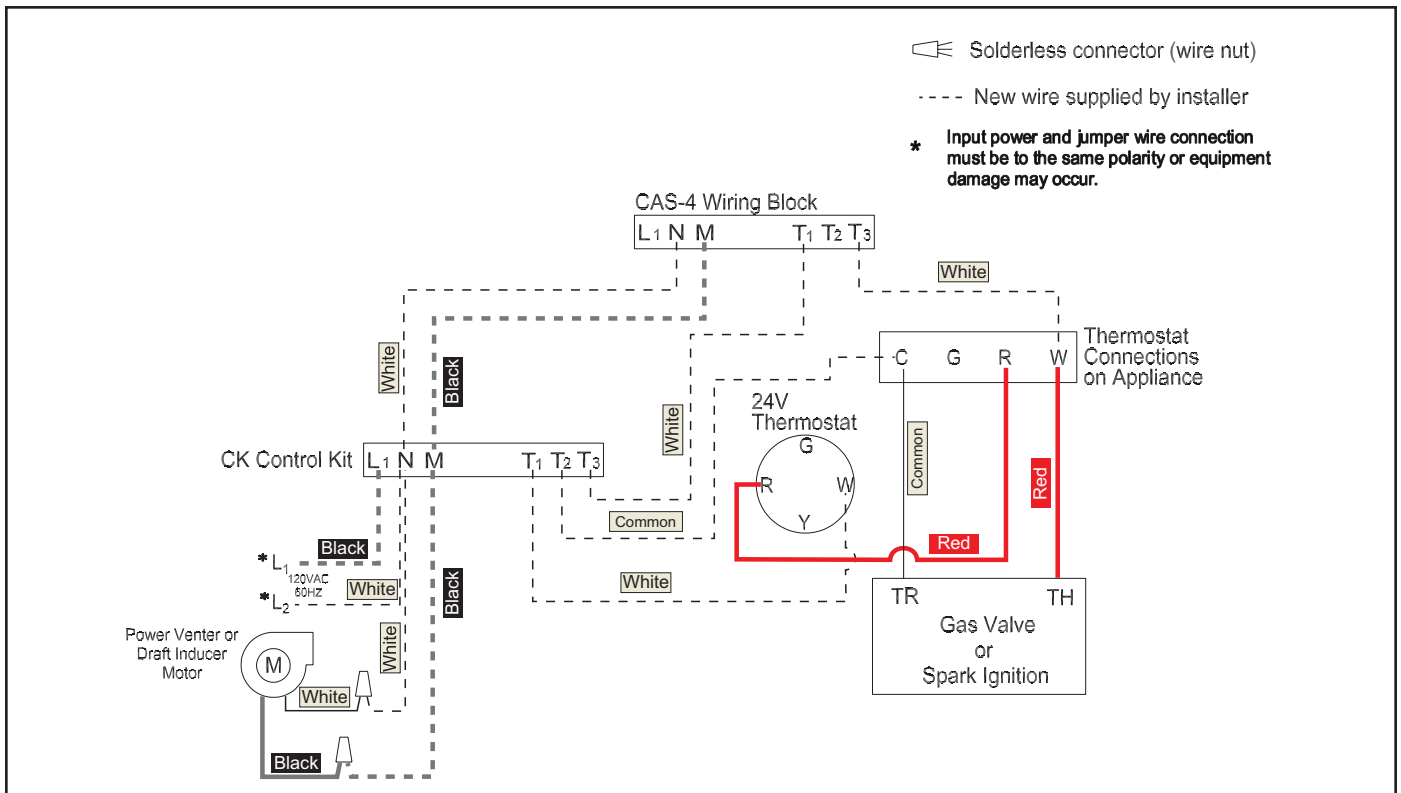 Solderless connector (wire nut)
New wire supplied by installer
* Input power and jumper wire connection
must be to the same polarity or equipment
damage may occur.
CAS-4 Wiring Block
L1 N M T1 T2 T3
White
White
Black
Thermostat
Connections
on Appliance
C G R W
24V
Thermostat
G
R W
Y
White
Common
Red
CK Control Kit
L1 N M T1 T2 T3
Common
Red
Black
* L1
120VAC
60HZ
* L2
White
Black
White
White
TR TH
Gas Valve
or
Spark Ignition
Power Venter or
Draft Inducer
Motor
M
White
Black